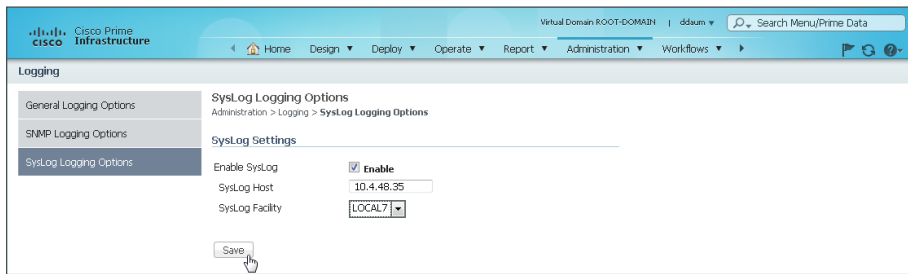 Virtual Domain ROOT-DOMAIN | ddaum
Search Menu/Prime Data
cisco
Cisco Prime
Infrastructure
Home Design Deploy Operate Report Administration Workflows
Logging
General Logging Options
SNMP Logging Options
SysLog Logging Options
SysLog Logging Options
Administration > Logging > SysLog Logging Options
SysLog Settings
Enable SysLog Enable
SysLog Host 10.4.48.35
SysLog Facility LOCAL7
Save